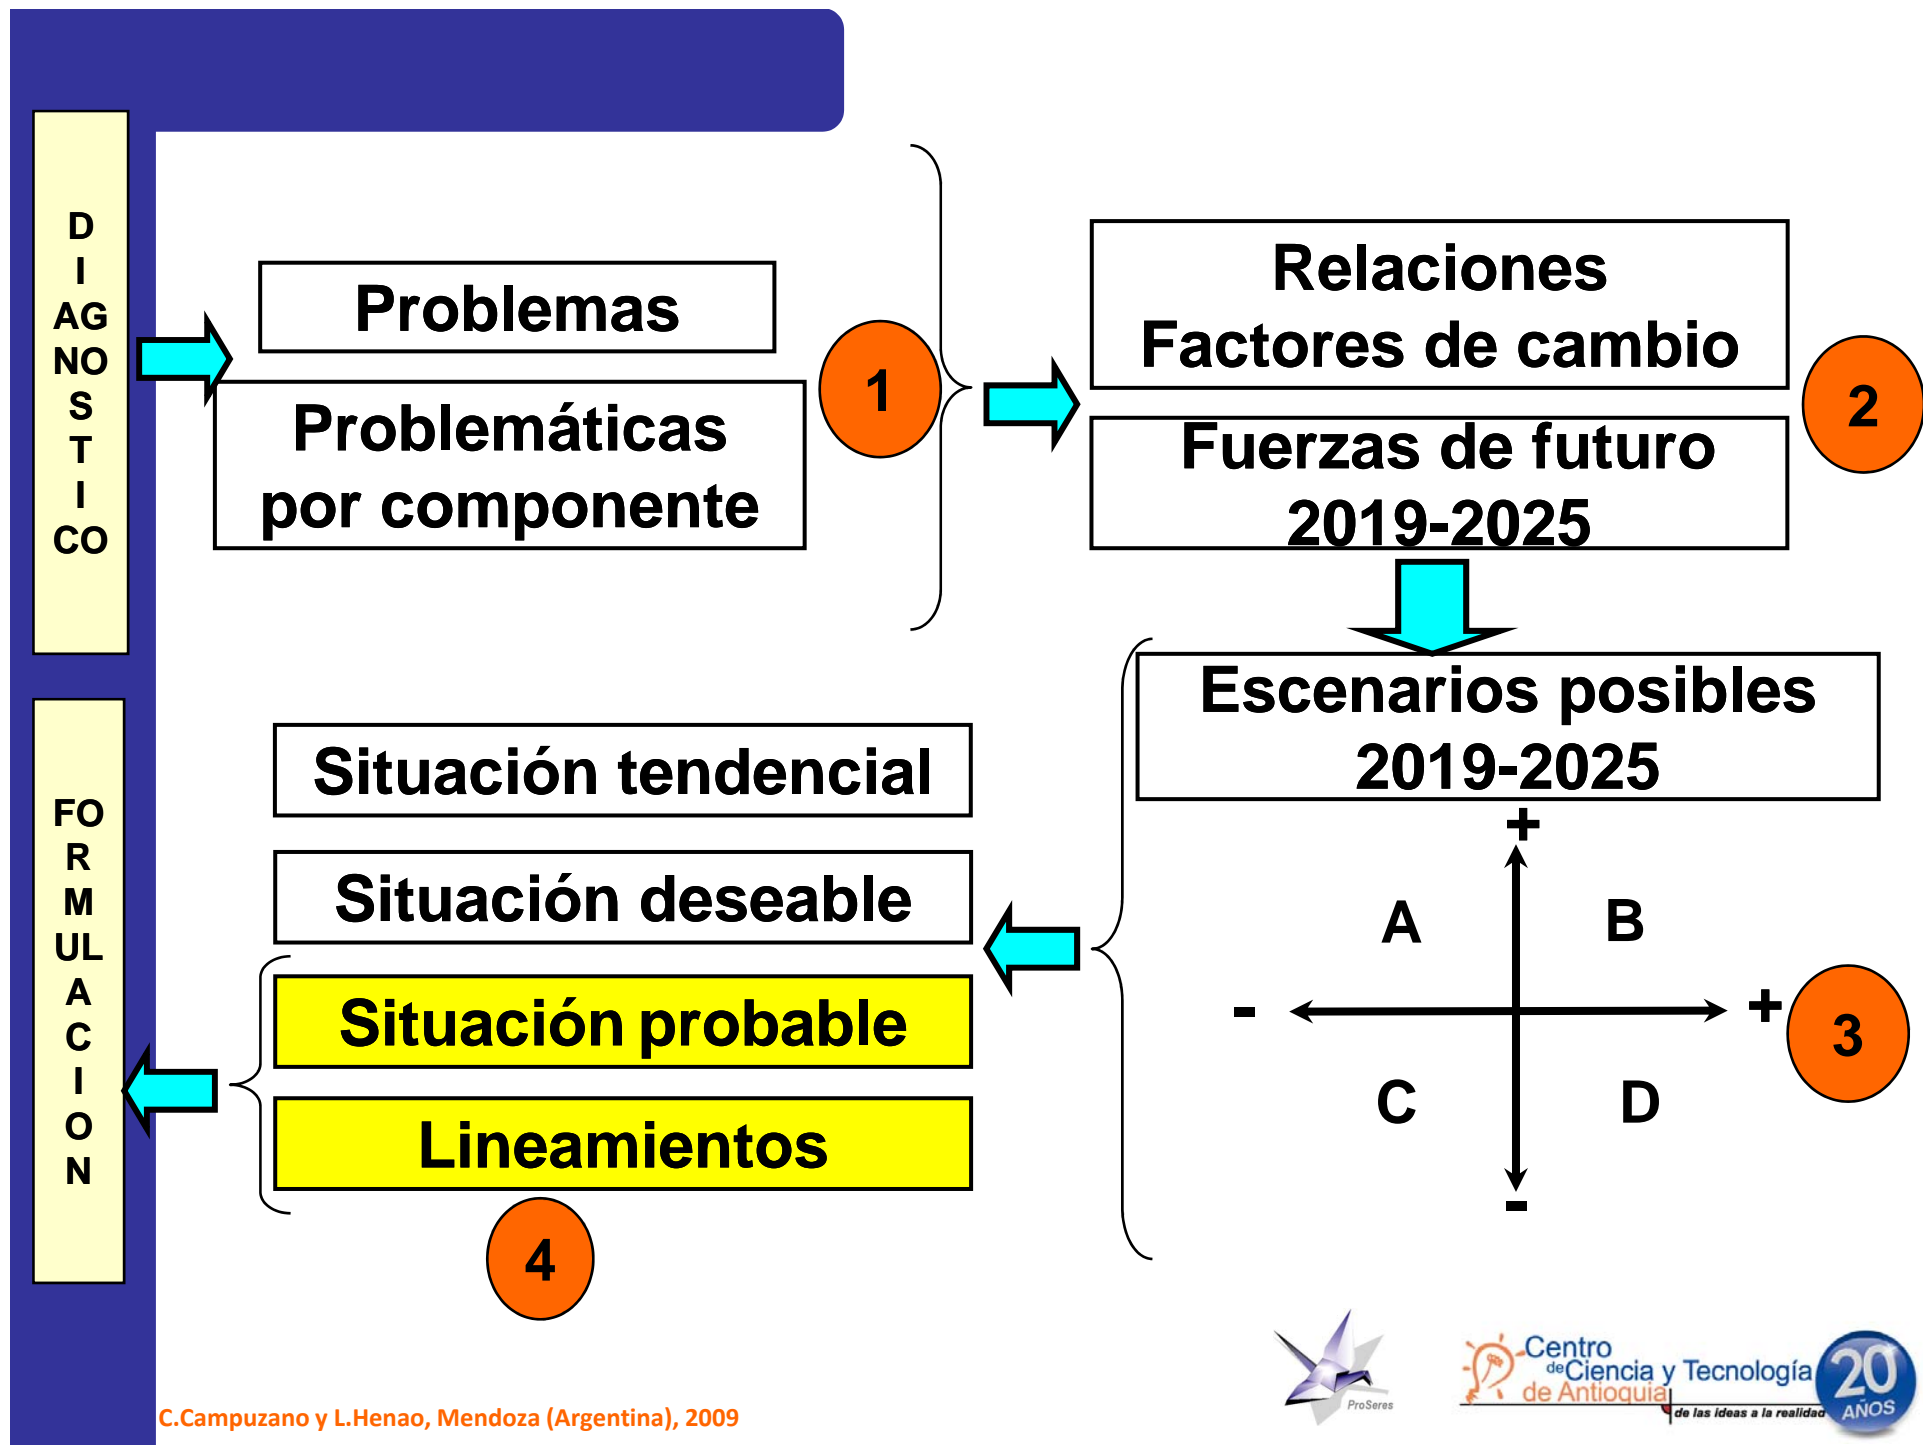 D
I
AG
NO
S
T
I
CO
Problemas
Problemáticas
por componente
1
Relaciones
Factores de cambio
Fuerzas de futuro
2019-2025
2
Escenarios posibles
2019-2025
+
A
B
-
+
C
D
-
3
Situación tendencial
Situación deseable
Situación probable
Lineamientos
4
FO
R
M
UL
A
C
I
O
N
C.Campuzano y L.Henao, Mendoza (Argentina), 2009
ProSeres
Centro
de Ciencia y Tecnología
de Antioquia
de las ideas a la realidad
20
AÑOS